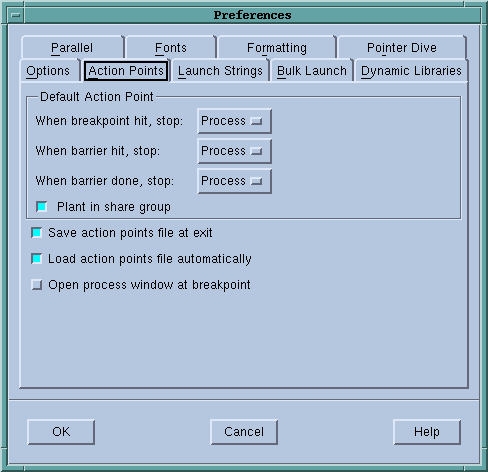 Preferences
Parallel Fonts Formatting Pointer Dive
Options Action Points Launch Strings Bulk Launch Dynamic Libraries
Default Action Point
When breakpoint hit, stop: Process
When barrier hit, stop: Process
When barrier done, stop: Process
Plant in share group
Save action points file at exit
Load action points file automatically
Open process window at breakpoint
OK Cancel Help